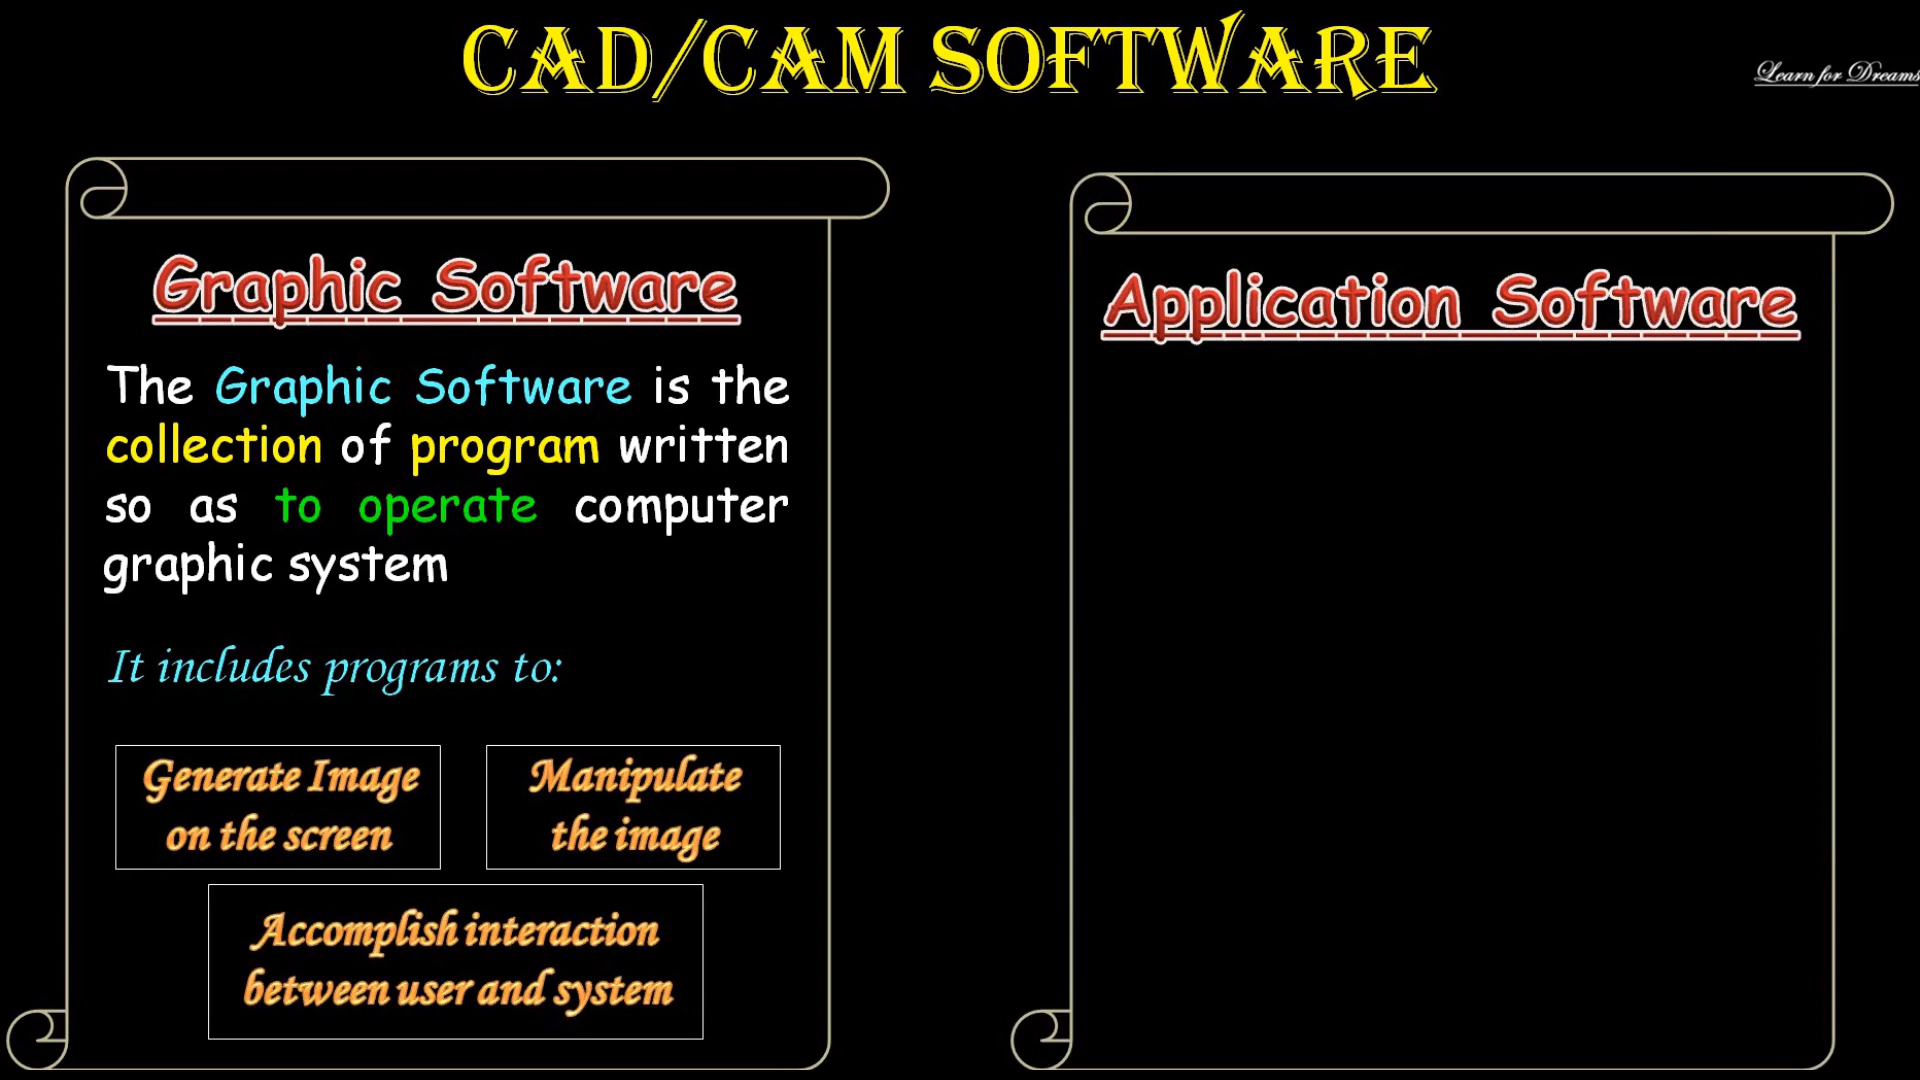 CAD/CAM SOFTWARE
Learn for Dreams
Graphic Software
The Graphic Software is the
collection of program written
so as to operate computer
graphic system
It includes programs to:
Generate Image
on the screen
Manipulate
the image
Accomplish interaction
between user and system
Application Software